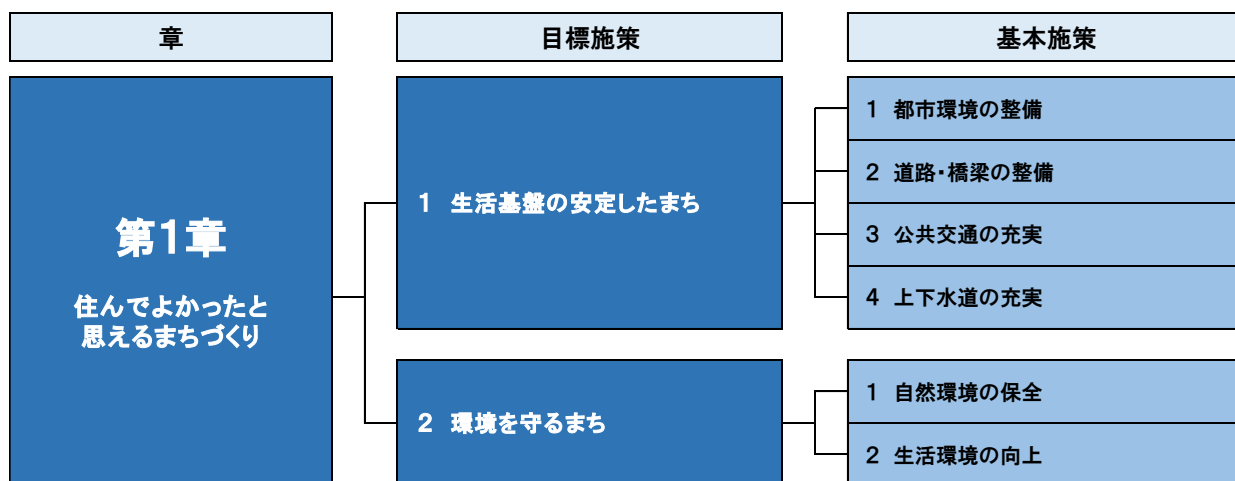 章
目標施策
基本施策
第1章
住んでよかったと
思えるまちづくり
1 生活基盤の安定したまち
1 都市環境の整備
2 道路・橋梁の整備
3 公共交通の充実
4 上下水道の充実
2 環境を守るまち
1 自然環境の保全
2 生活環境の向上